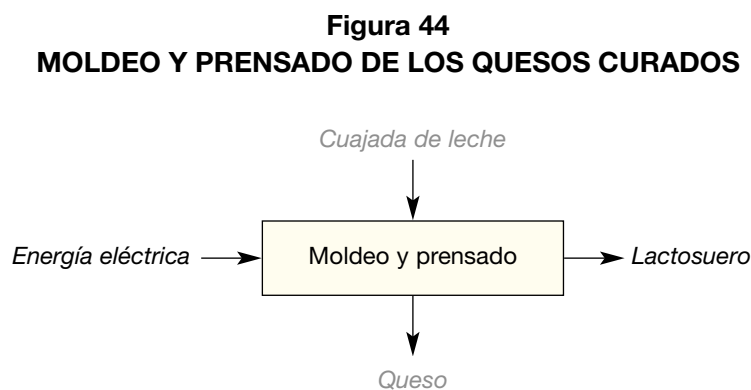 Figura 44
MOLDEO Y PRENSADO DE LOS QUESOS CURADOS
Cuajada de leche
Energía eléctrica
Moldeo y prensado
Lactosuero
Queso